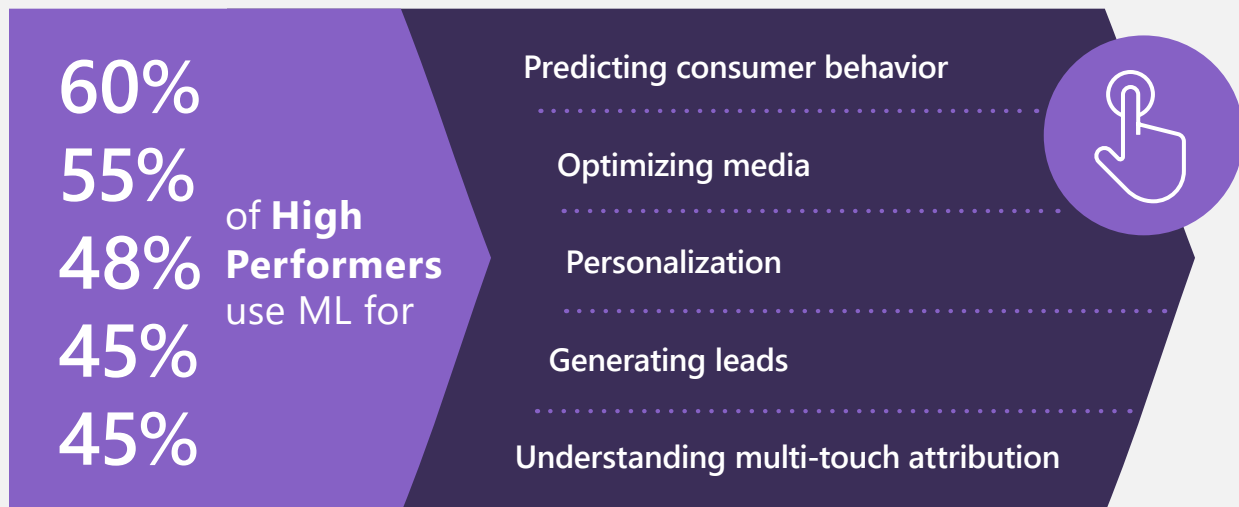 60%
55%
48%
45%
45%
of High
Performers
use ML for
Predicting consumer behavior
Optimizing media
Personalization
Generating leads
Understanding multi-touch attribution